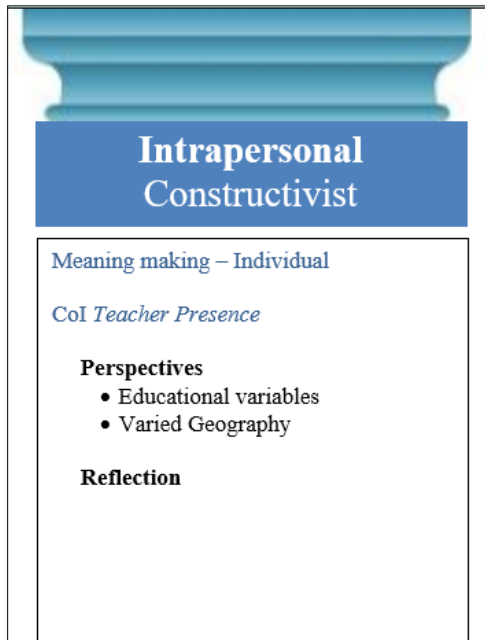 Intrapersonal
Constructivist
Meaning making – Individual
CoI Teacher Presence
Perspectives
• Educational variables
• Varied Geography
Reflection